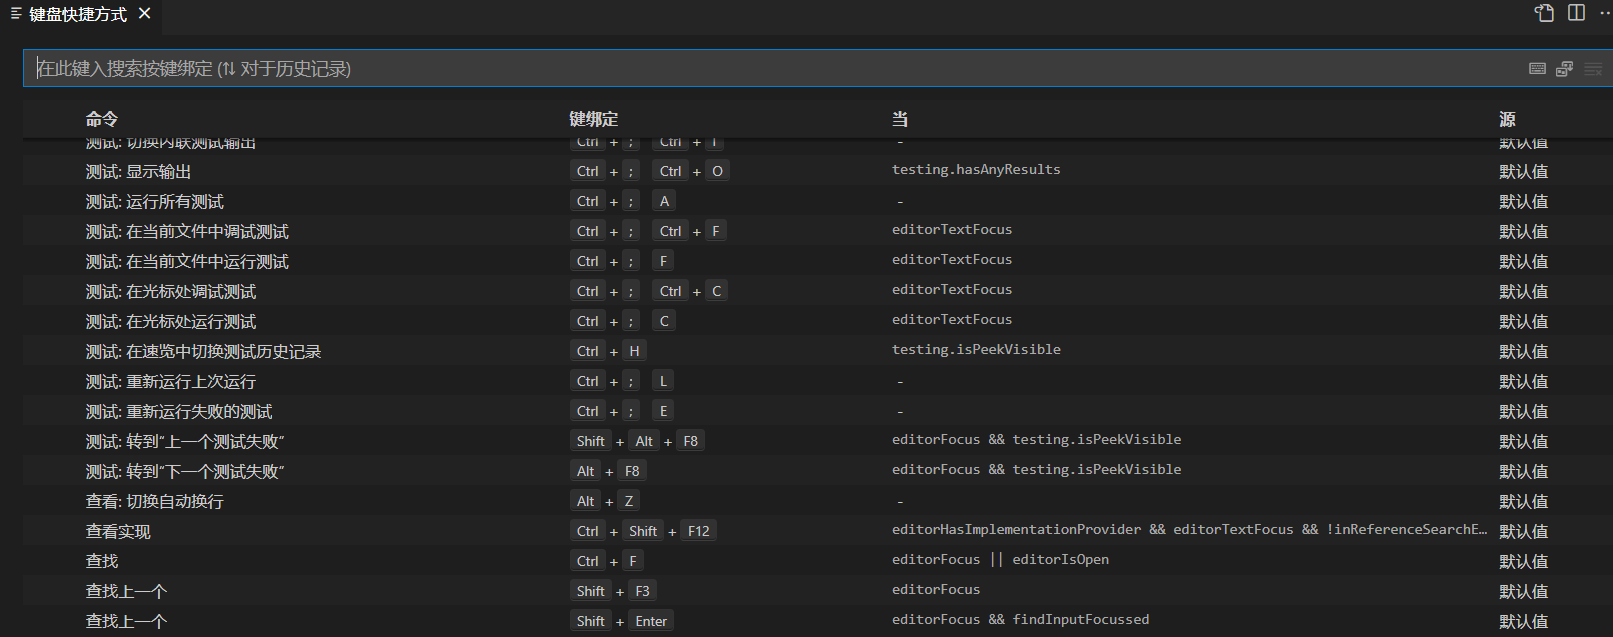 键盘快捷方式
在此键入搜索按键绑定 (⇅ 对于历史记录)
命令 键绑定 当 源
测试: 切换内联测试输出 Ctrl + ; Ctrl + I - 默认值
测试: 显示输出 Ctrl + ; Ctrl + O testing.hasAnyResults 默认值
测试: 运行所有测试 Ctrl + ; A - 默认值
测试: 在当前文件中调试测试 Ctrl + ; Ctrl + F editorTextFocus 默认值
测试: 在当前文件中运行测试 Ctrl + ; F editorTextFocus 默认值
测试: 在光标处调试测试 Ctrl + ; Ctrl + C editorTextFocus 默认值
测试: 在光标处运行测试 Ctrl + ; C editorTextFocus 默认值
测试: 在速览中切换测试历史记录 Ctrl + H testing.isPeekVisible 默认值
测试: 重新运行上次运行 Ctrl + ; L - 默认值
测试: 重新运行失败的测试 Ctrl + ; E - 默认值
测试: 转到“上一个测试失败” Shift + Alt + F8 editorFocus && testing.isPeekVisible 默认值
测试: 转到“下一个测试失败” Alt + F8 editorFocus && testing.isPeekVisible 默认值
查看: 切换自动换行 Alt + Z - 默认值
查看实现 Ctrl + Shift + F12 editorHasImplementationProvider && editorTextFocus && !inReferenceSearchE… 默认值
查找 Ctrl + F editorFocus || editorIsOpen 默认值
查找上一个 Shift + F3 editorFocus 默认值
查找上一个 Shift + Enter editorFocus && findInputFocussed 默认值